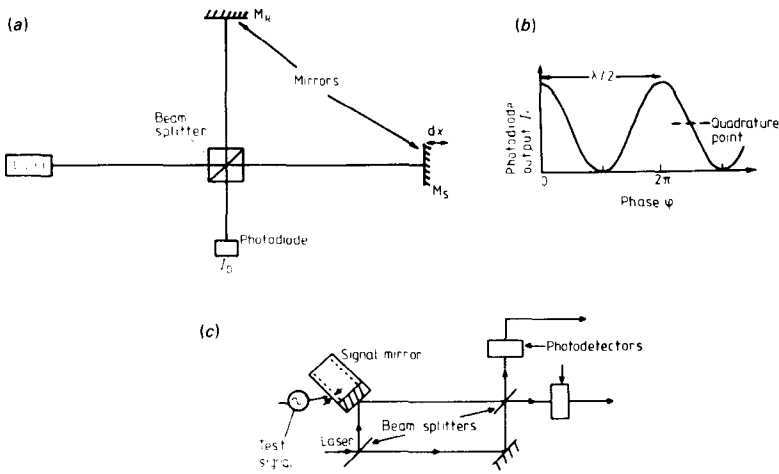 (a)
M_R
Mirrors
Beam
splitter
dx
M_S
Photodiode
I_D
(b)
λ/2
Photodiode
output I
Quadrature
point
0
2π
Phase φ
(c)
Signal mirror
Photodetectors
Test
signal
Laser
Beam splitters